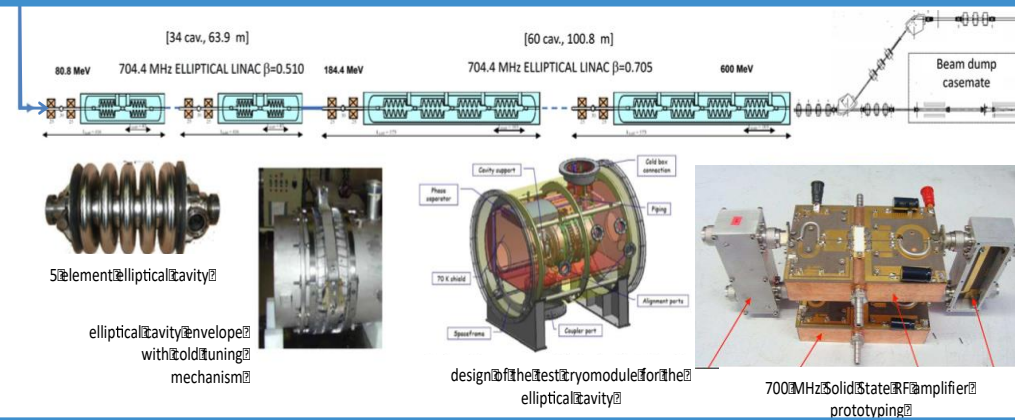 [34 cav., 63.9 m]
[60 cav., 100.8 m]
80.8 MeV
704.4 MHz ELLIPTICAL LINAC β=0.510
184.4 MeV
704.4 MHz ELLIPTICAL LINAC β=0.705
600 MeV
Beam dump
casemate
Cavity support
Cold box
connection
Phase
separator
Piping
70 K shield
Alignment ports
Spaceframe
Coupler port
5 element elliptical cavity
elliptical cavity envelope
with cold tuning
mechanism
design of the test cryomodule for the
elliptical cavity
700 MHz Solid State RF amplifier
prototyping